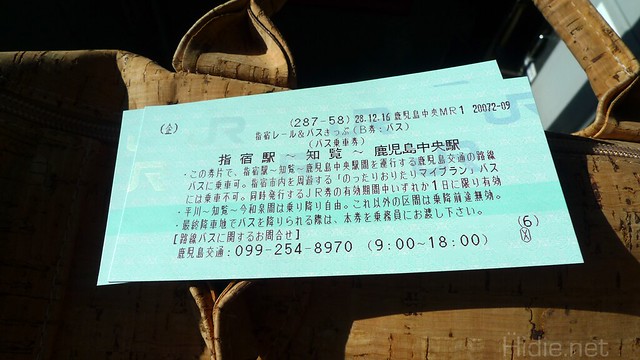 (企) (287-58) 28.12.16 鹿児島中央MR1 20072-09
指宿レール&バスきっぷ(B券:バス)
(バス乗車券)
指宿駅 ~ 知覧 ~ 鹿児島中央駅
・この券片で、指宿駅~知覧~鹿児島中央駅間を運行する鹿児島交通の路線
バスに乗車可。指宿市内を周遊する「のったりおりたりマイプラン」バス
には乗車不可。同時発行するJR券の有効期間中いずれか1日に限り有効
・平川~知覧~今和泉間は乗り降り自由。これ以外の区間は乗降前途無効。
・最終降車地でバスを降りられる際は、本券を乗務員にお渡し下さい。
【路線バスに関するお問合せ】
鹿児島交通:099-254-8970 (9:00~18:00)
(6)
Hidie.net